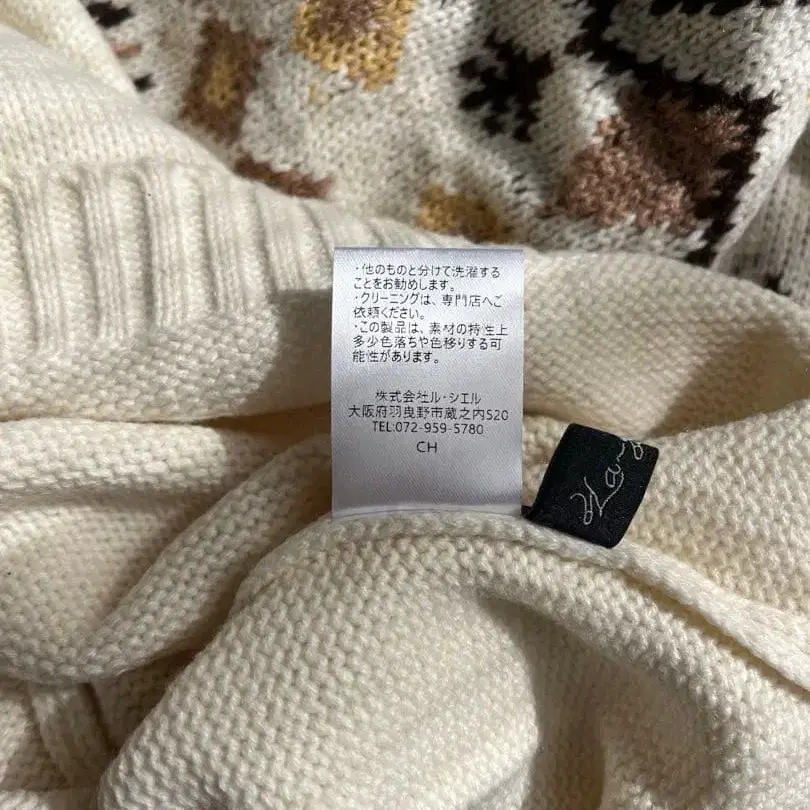 ・他のものと分けて洗濯する
ことをお勧めします。
・クリーニングは、専門店へご
依頼ください。
・この製品は、素材の特性上
多少色落ちや色移りする可
能性があります。
株式会社ル・シエル
大阪府羽曳野市蔵之内520
TEL:072-959-5780
CH